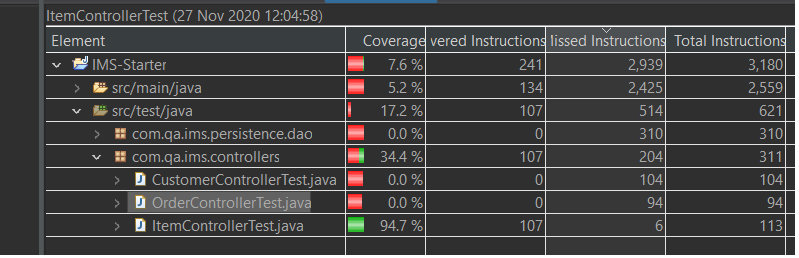 ItemControllerTest (27 Nov 2020 12:04:58)
Element Coverage vered Instructions lissed Instructions Total Instructions
IMS-Starter 7.6 % 241 2,939 3,180
src/main/java 5.2 % 134 2,425 2,559
src/test/java 17.2 % 107 514 621
com.qa.ims.persistence.dao 0.0 % 0 310 310
com.qa.ims.controllers 34.4 % 107 204 311
CustomerControllerTest.java 0.0 % 0 104 104
OrderControllerTest.java 0.0 % 0 94 94
ItemControllerTest.java 94.7 % 107 6 113